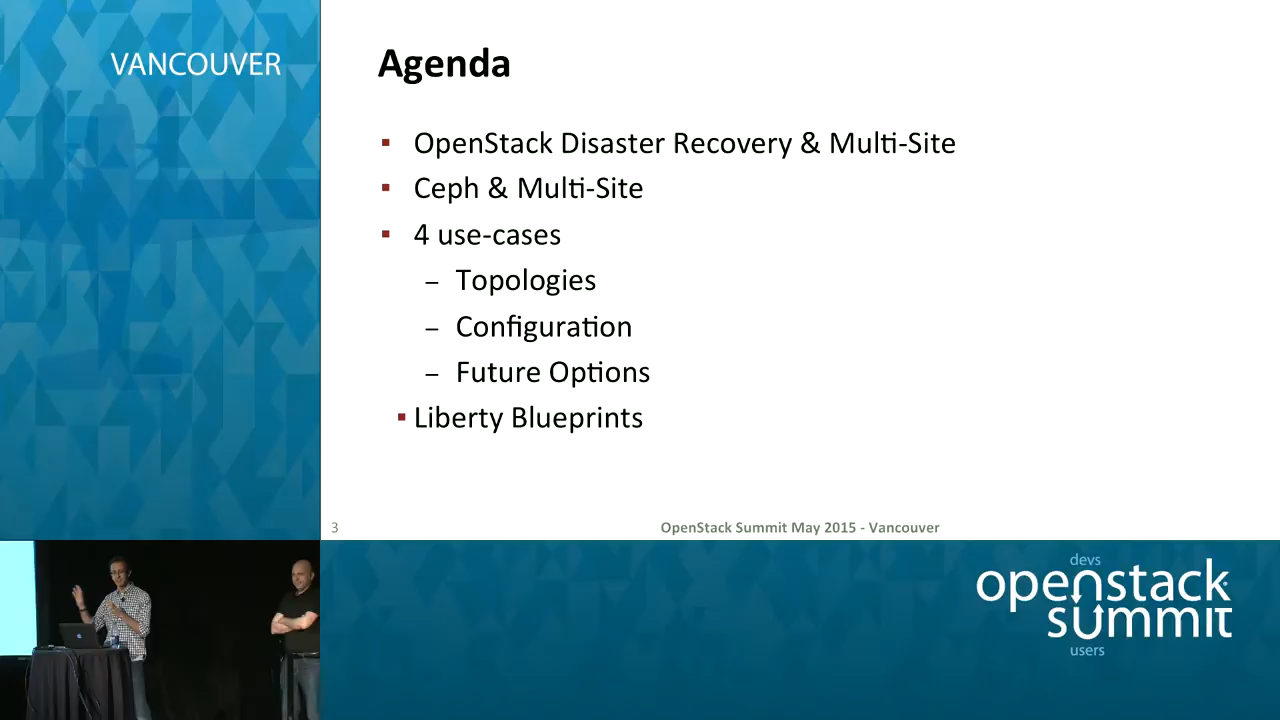 VANCOUVER
Agenda
▪ OpenStack Disaster Recovery & Multi-Site
▪ Ceph & Multi-Site
▪ 4 use-cases
– Topologies
– Configuration
– Future Options
▪ Liberty Blueprints
3
OpenStack Summit May 2015 - Vancouver
devs
openstack
summit
users